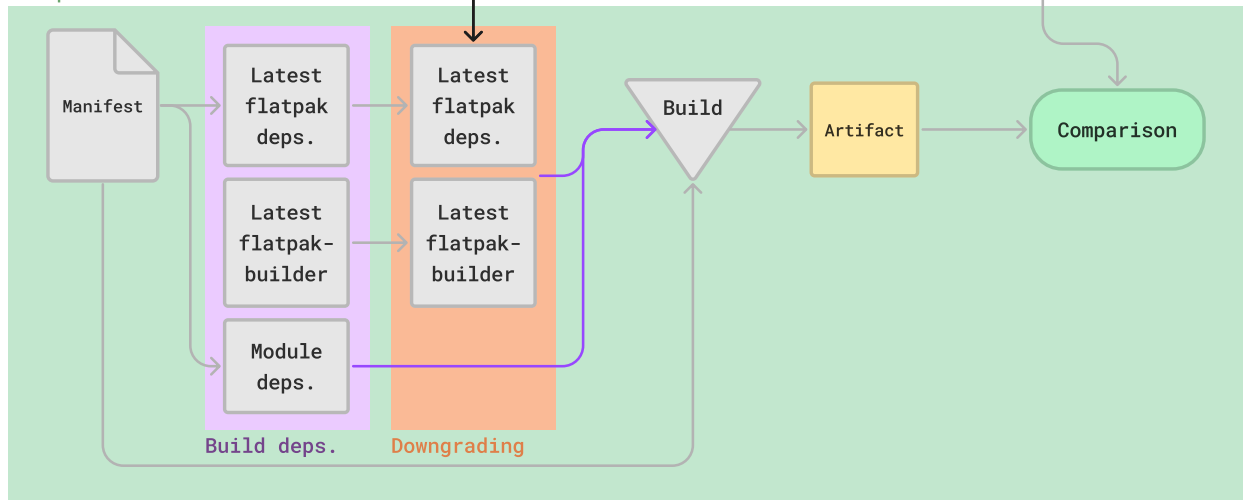 Manifest
Latest
flatpak
deps.
Latest
flatpak-
builder
Module
deps.
Build deps.
Latest
flatpak
deps.
Latest
flatpak-
builder
Downgrading
Build
Artifact
Comparison